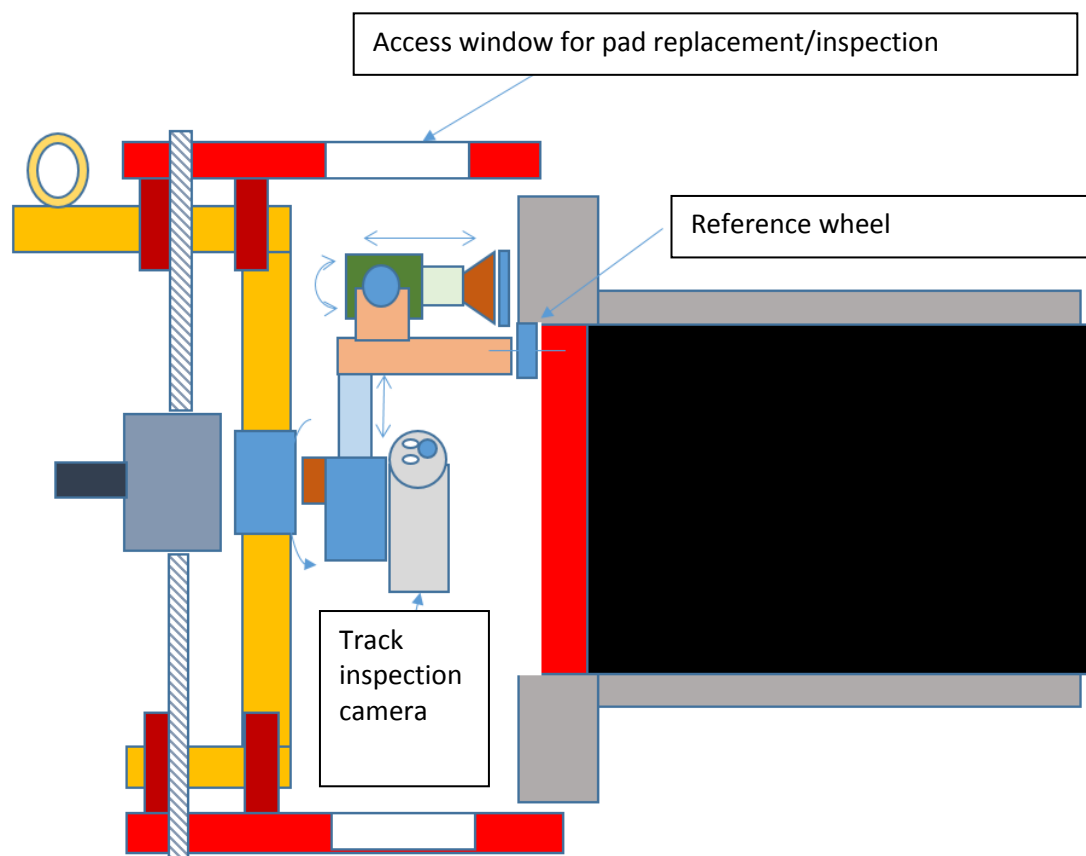 Access window for pad replacement/inspection
Reference wheel
Track
inspection
camera